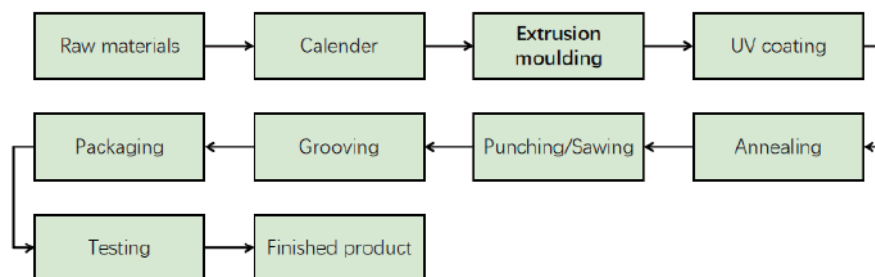 Raw materials
Calender
Extrusion
moulding
UV coating
Packaging
Grooving
Punching/Sawing
Annealing
Testing
Finished product